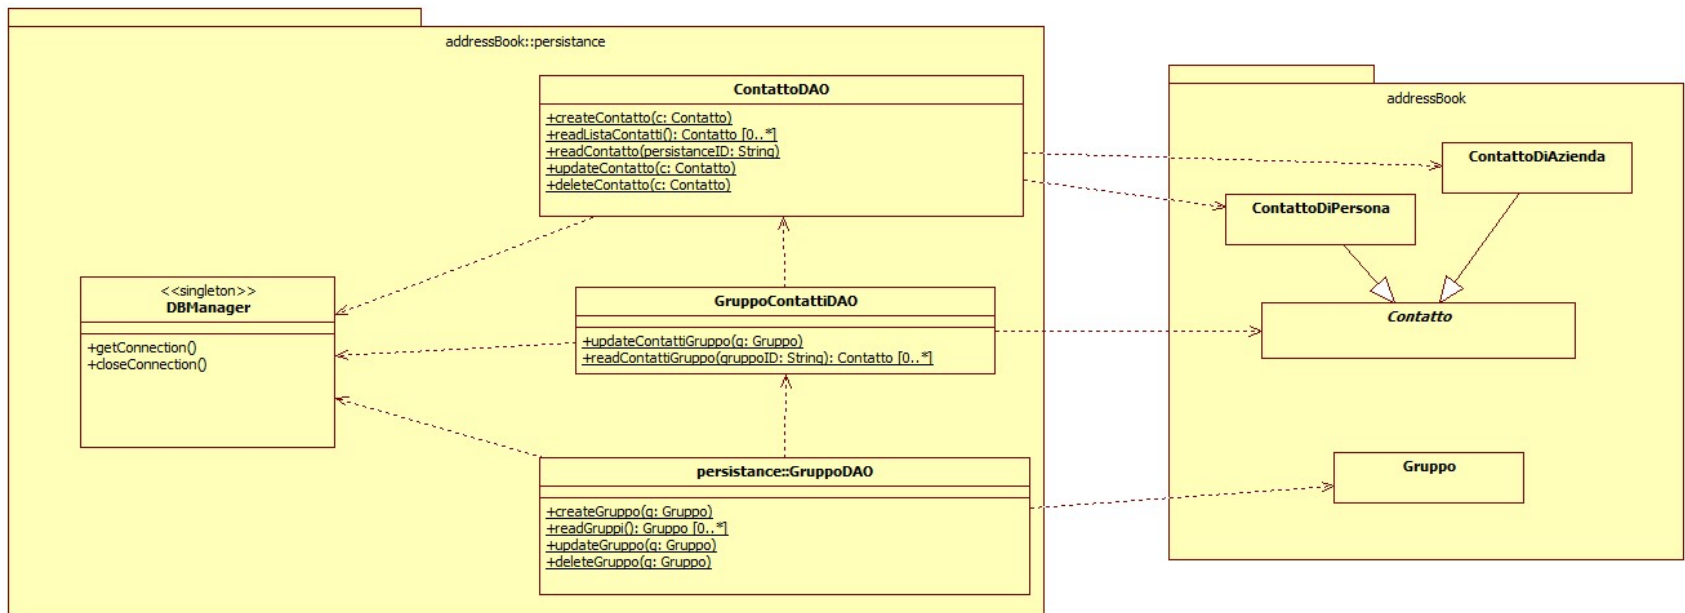 addressBook::persistance
ContattoDAO
+createContatto(c: Contatto)
+readListaContatti(): Contatto [0..*]
+readContatto(persistanceID: String)
+updateContatto(c: Contatto)
+deleteContatto(c: Contatto)
<<singleton>>
DBManager
+getConnection()
+closeConnection()
GruppoContattiDAO
+updateContattiGruppo(g: Gruppo)
+readContattiGruppo(gruppoID: String): Contatto [0..*]
persistance::GruppoDAO
+createGruppo(g: Gruppo)
+readGruppi(): Gruppo [0..*]
+updateGruppo(g: Gruppo)
+deleteGruppo(g: Gruppo)
addressBook
ContattoDiAzienda
ContattoDiPersona
Contatto
Gruppo